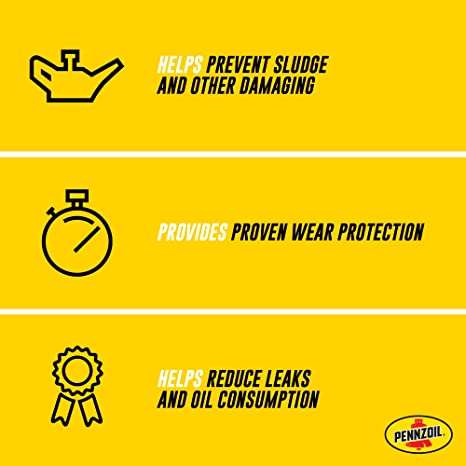 HELPS PREVENT SLUDGE
AND OTHER DAMAGING
PROVIDES PROVEN WEAR PROTECTION
HELPS REDUCE LEAKS
AND OIL CONSUMPTION
PENNZOIL®